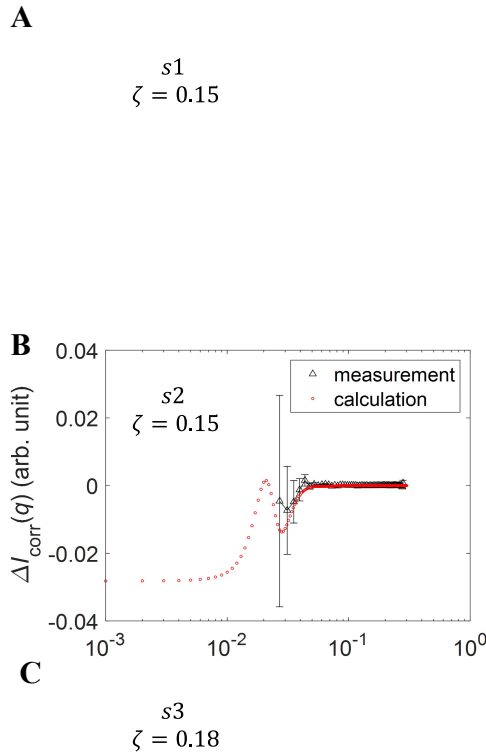 A
s1
ζ = 0.15
B
0.04
0.02
0
-0.02
-0.04
ΔI_corr(q) (arb. unit)
s2
ζ = 0.15
measurement
calculation
10^-3
10^-2
10^-1
10^0
C
s3
ζ = 0.18